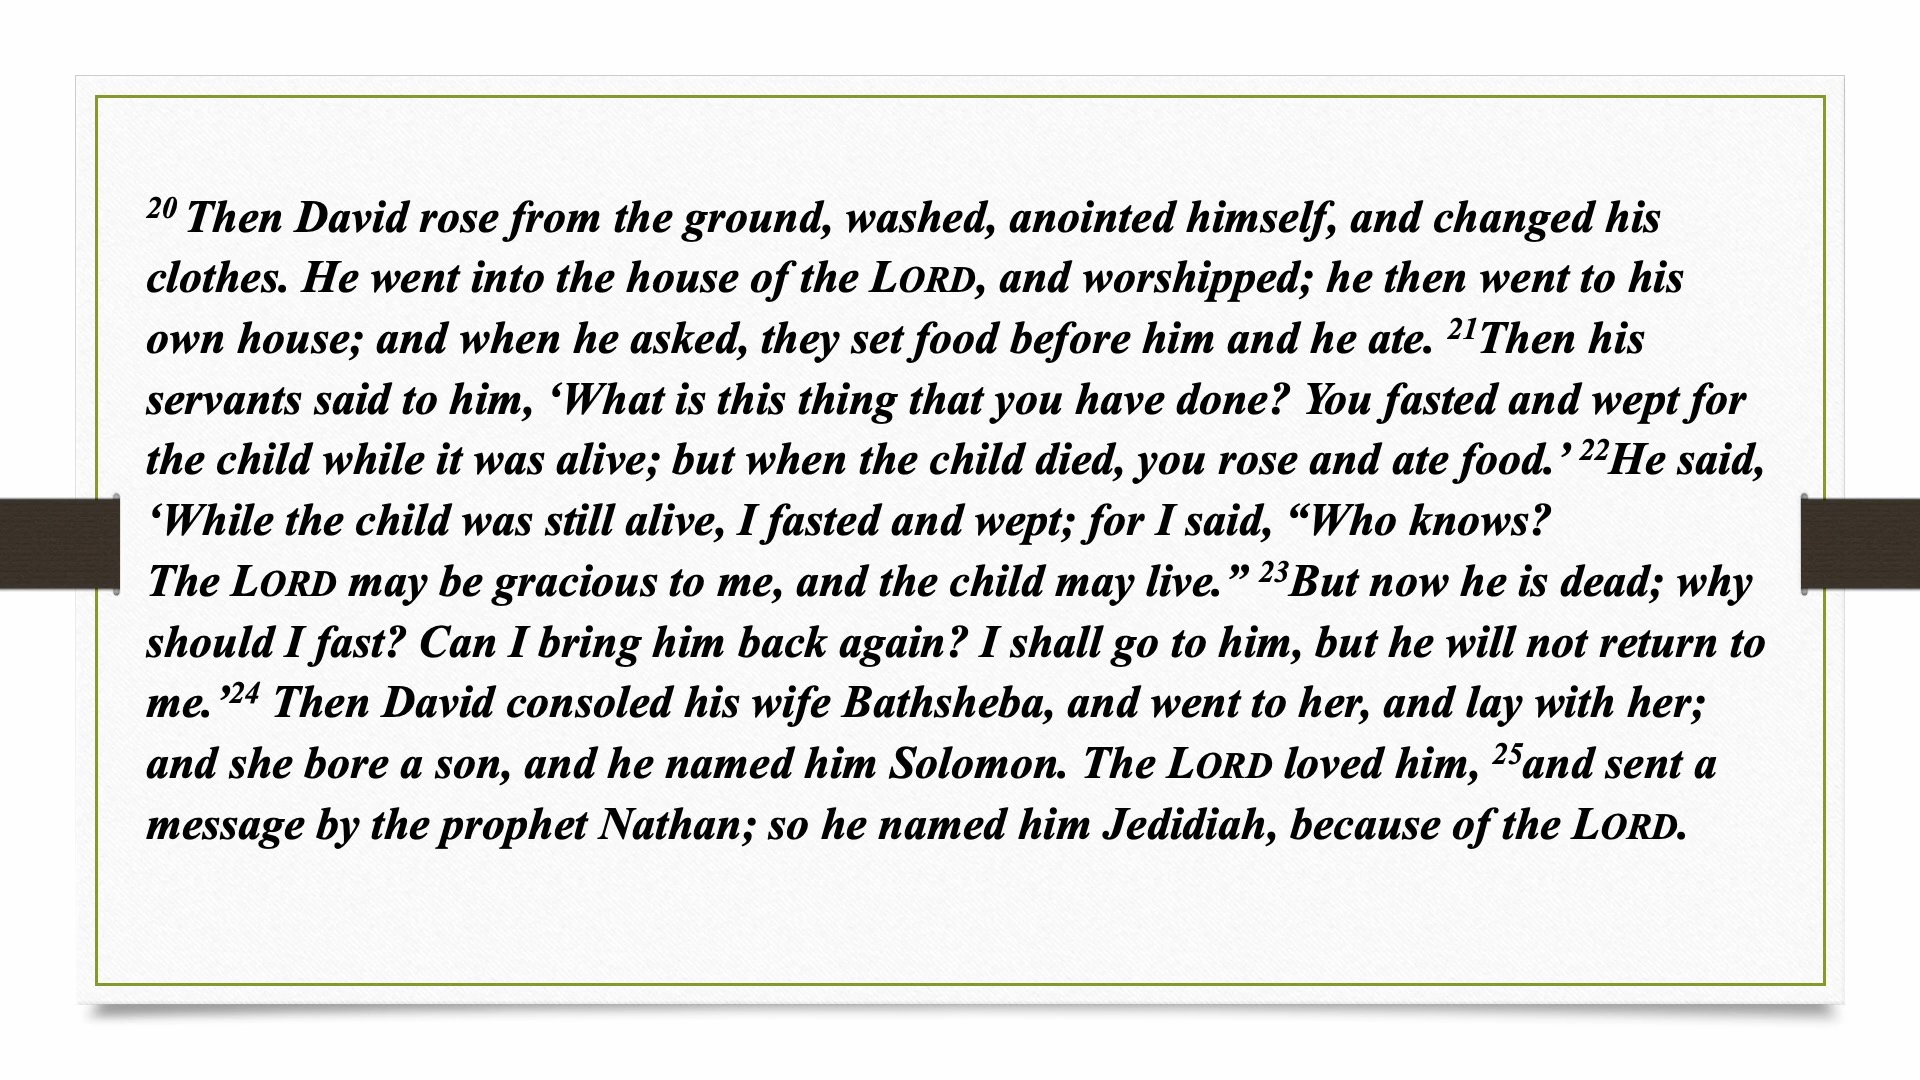 20 Then David rose from the ground, washed, anointed himself, and changed his
clothes. He went into the house of the LORD, and worshipped; he then went to his
own house; and when he asked, they set food before him and he ate. 21Then his
servants said to him, ‘What is this thing that you have done? You fasted and wept for
the child while it was alive; but when the child died, you rose and ate food.’ 22He said,
‘While the child was still alive, I fasted and wept; for I said, “Who knows?
The LORD may be gracious to me, and the child may live.” 23But now he is dead; why
should I fast? Can I bring him back again? I shall go to him, but he will not return to
me.’24 Then David consoled his wife Bathsheba, and went to her, and lay with her;
and she bore a son, and he named him Solomon. The LORD loved him, 25and sent a
message by the prophet Nathan; so he named him Jedidiah, because of the LORD.